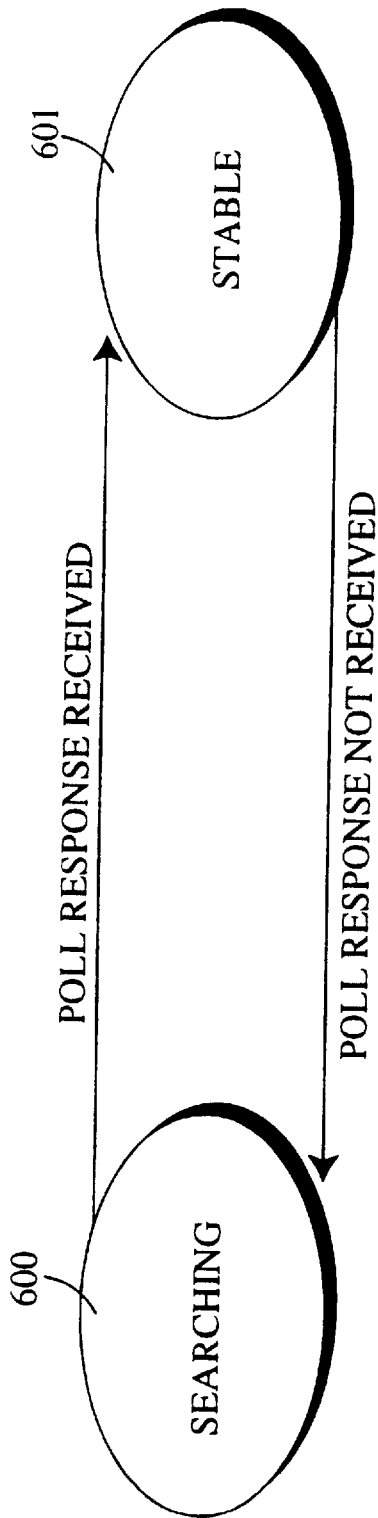 600
601
SEARCHING
STABLE
POLL RESPONSE RECEIVED
POLL RESPONSE NOT RECEIVED